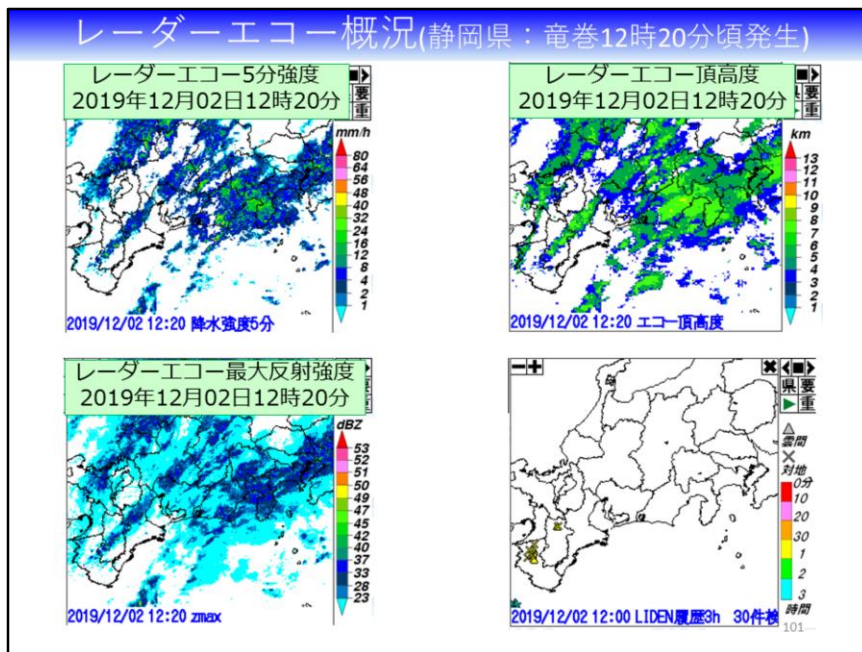 レーダーエコー概況(静岡県：竜巻12時20分頃発生)
レーダーエコー5分強度
2019年12月02日12時20分
要
重
mm/h
80
64
56
48
40
32
24
16
12
8
4
2
1
2019/12/02 12:20 降水強度5分
レーダーエコー頂高度
2019年12月02日12時20分
要
重
km
13
12
11
10
9
8
7
6
5
4
3
2
1
2019/12/02 12:20 エコー頂高度
レーダーエコー最大反射強度
2019年12月02日12時20分
dBZ
53
52
51
50
49
47
45
42
40
37
33
28
23
2019/12/02 12:20 zmax
県 要
重
雲間
対地
0分
10
20
30
1
2
3
時間
2019/12/02 12:00 LIDEN履歴3h 30件検
101